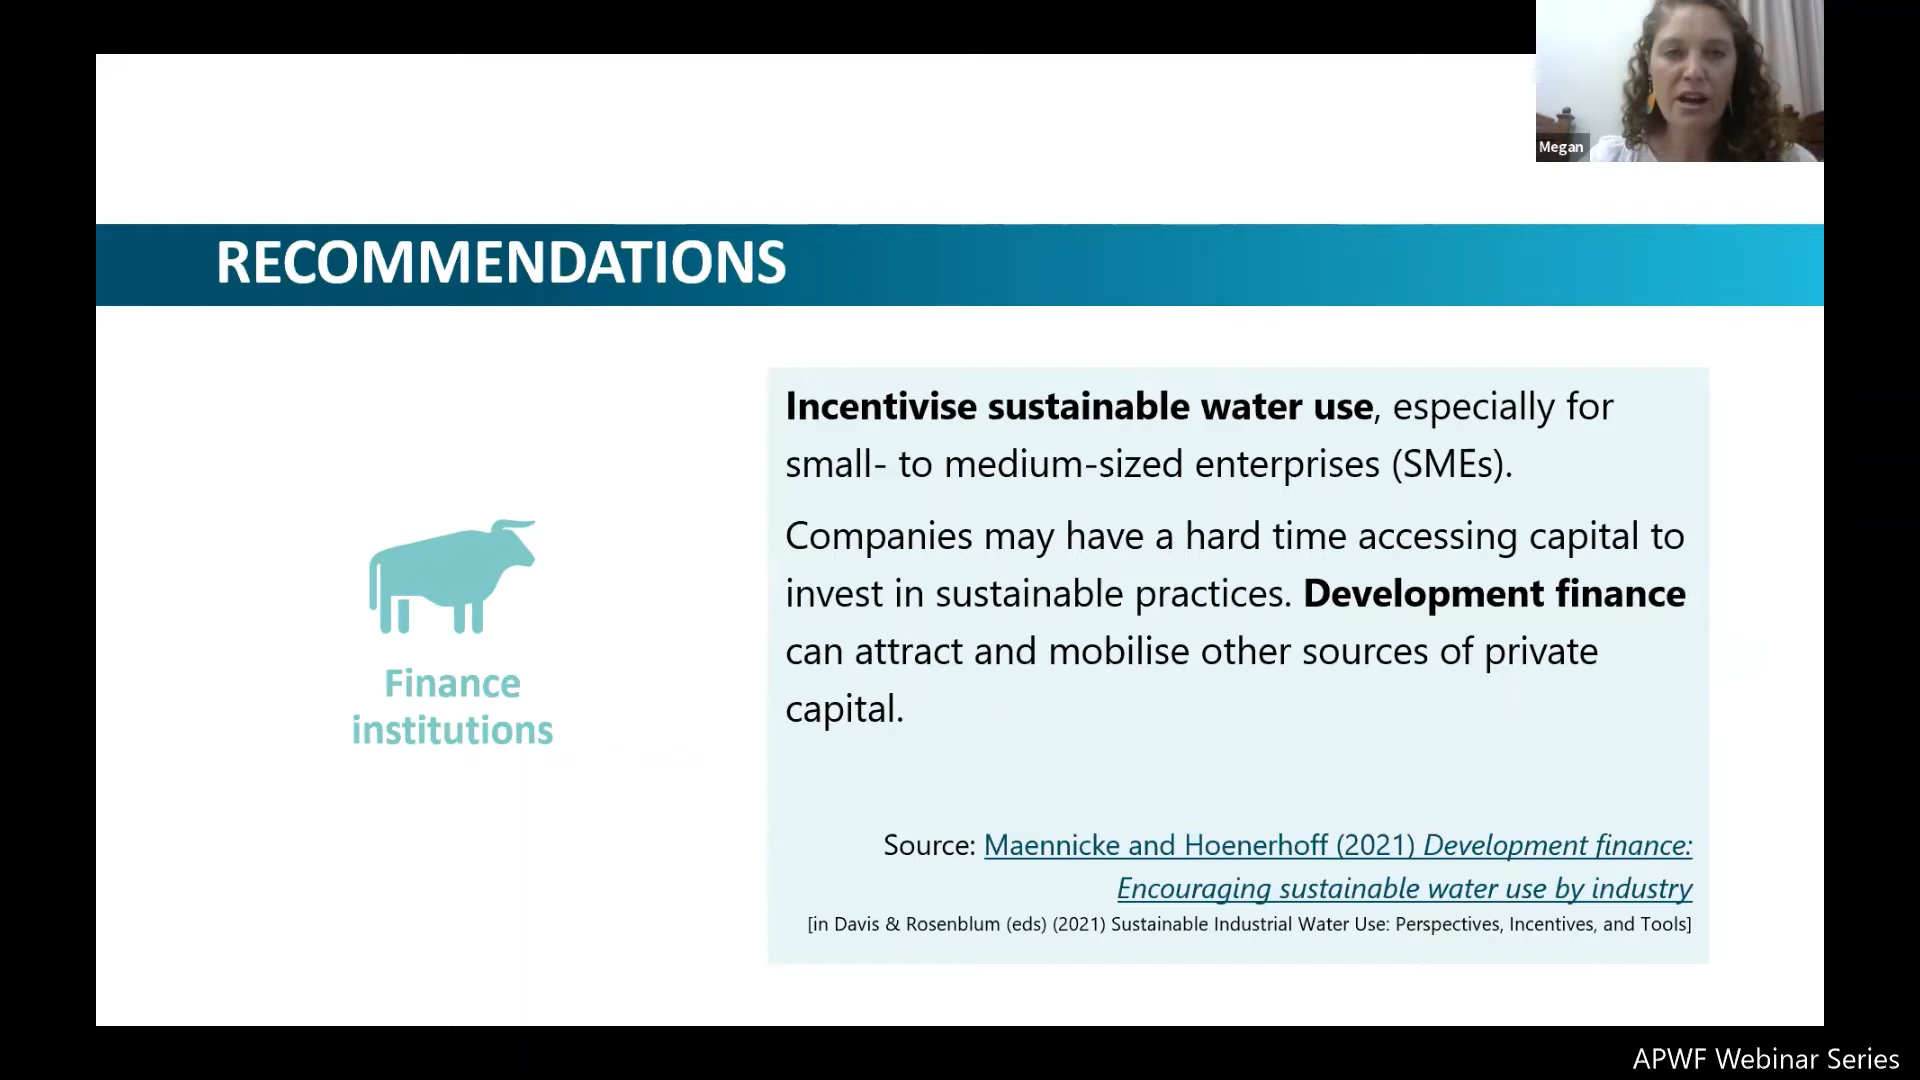 Megan
RECOMMENDATIONS
Finance
institutions
Incentivise sustainable water use, especially for
small- to medium-sized enterprises (SMEs).
Companies may have a hard time accessing capital to
invest in sustainable practices. Development finance
can attract and mobilise other sources of private
capital.
Source: Maennicke and Hoenerhoff (2021) Development finance:
Encouraging sustainable water use by industry
[in Davis & Rosenblum (eds) (2021) Sustainable Industrial Water Use: Perspectives, Incentives, and Tools]
APWF Webinar Series